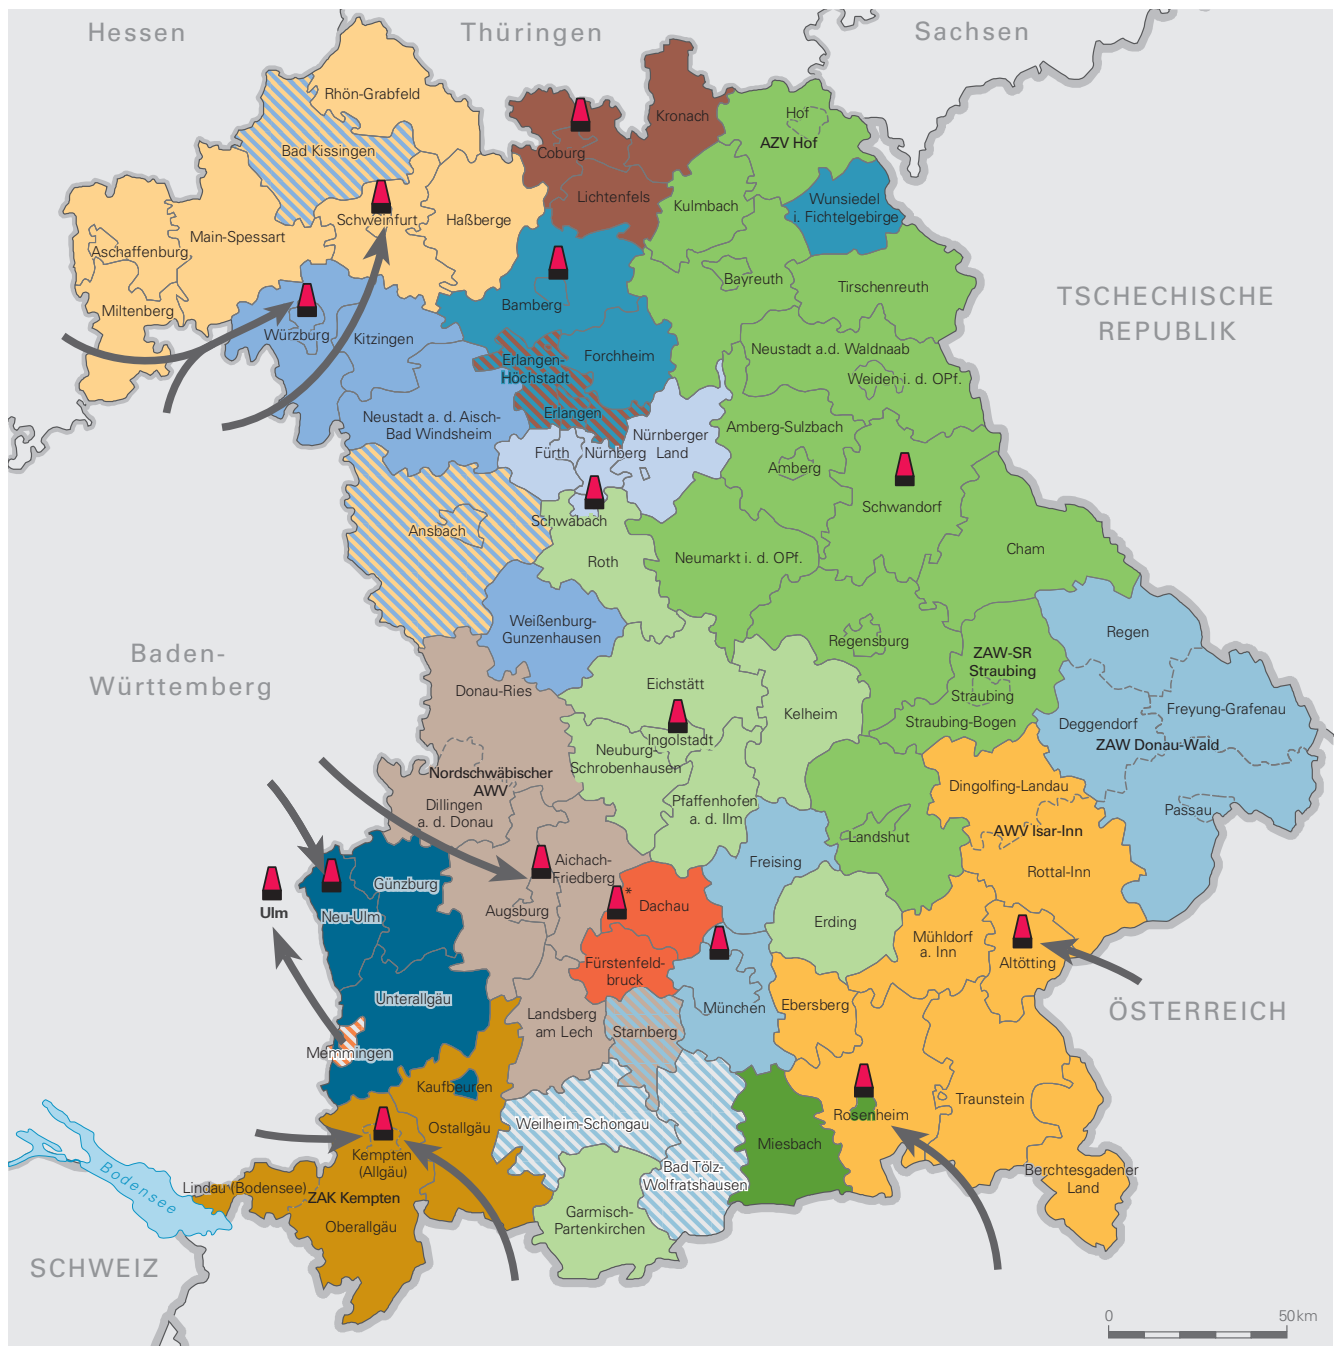 Hessen
Thüringen
Sachsen
Rhön-Grabfeld
Bad Kissingen
Kronach
Hof
AZV Hof
Coburg
Lichtenfels
Kulmbach
Wunsiedel
i. Fichtelgebirge
Schweinfurt
Haßberge
Main-Spessart
Aschaffenburg
Miltenberg
Bayreuth
Tirschenreuth
TSCHECHISCHE
REPUBLIK
Bamberg
Würzburg
Kitzingen
Forchheim
Erlangen-
Höchstadt
Erlangen
Neustadt a.d. Waldnaab
Weiden i. d. OPf.
Neustadt a. d. Aisch-
Bad Windsheim
Fürth
Nürnberg
Nürnberger
Land
Amberg-Sulzbach
Amberg
Schwandorf
Schwabach
Ansbach
Roth
Neumarkt i. d. OPf.
Cham
Weißenburg-
Gunzenhausen
Regensburg
Regen
ZAW-SR
Straubing
Straubing
Straubing-Bogen
Baden-
Württemberg
Donau-Ries
Eichstätt
Kelheim
Freyung-Grafenau
Deggendorf
ZAW Donau-Wald
Ingolstadt
Neuburg-
Schrobenhausen
Nordschwäbischer
AWV
Dillingen
a. d. Donau
Pfaffenhofen
a. d. Ilm
Dingolfing-Landau
Passau
AWV Isar-Inn
Landshut
Rottal-Inn
Freising
Aichach-
Friedberg
Günzburg
Neu-Ulm
Ulm
Augsburg
*
Dachau
Erding
Mühldorf
a. Inn
Altötting
Fürstenfeld-
bruck
Unterallgäu
München
Ebersberg
ÖSTERREICH
Landsberg
am Lech
Starnberg
Memmingen
Kaufbeuren
Ostallgäu
Weilheim-Schongau
Rosenheim
Traunstein
Miesbach
Kempten
(Allgäu)
Bad Tölz-
Wolfratshausen
Berchtesgadener
Land
Bodensee
Lindau (Bodensee)
ZAK Kempten
Oberallgäu
Garmisch-
Partenkirchen
SCHWEIZ
0 50km